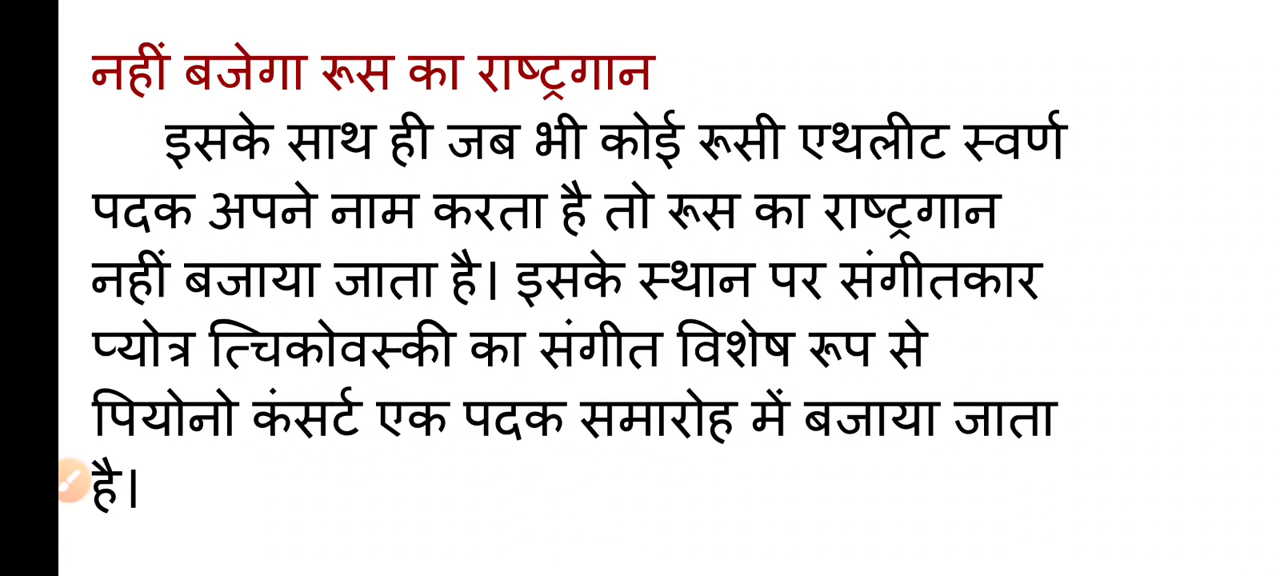 नहीं बजेगा रूस का राष्ट्रगान
इसके साथ ही जब भी कोई रूसी एथलीट स्वर्ण
पदक अपने नाम करता है तो रूस का राष्ट्रगान
नहीं बजाया जाता है। इसके स्थान पर संगीतकार
प्योत्र त्चिकोवस्की का संगीत विशेष रूप से
पियोनो कंसर्ट एक पदक समारोह में बजाया जाता
है।